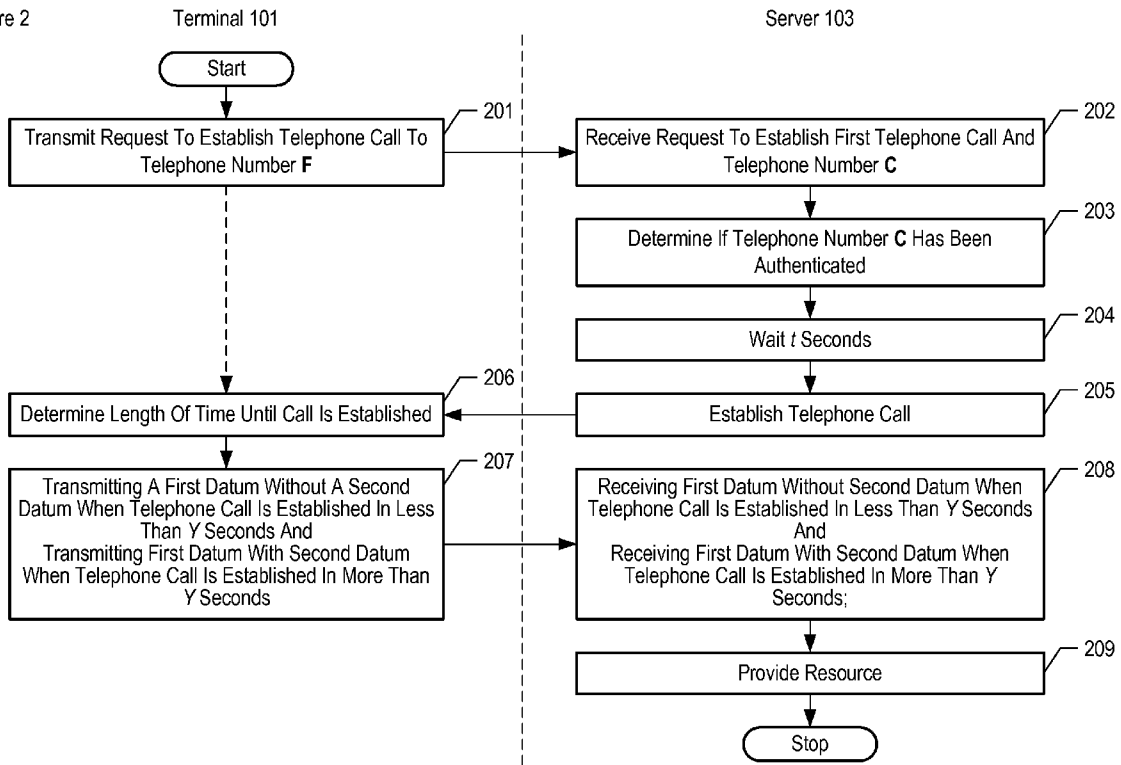 re 2
Terminal 101
Server 103
Start
201
Transmit Request To Establish Telephone Call To
Telephone Number F
202
Receive Request To Establish First Telephone Call And
Telephone Number C
203
Determine If Telephone Number C Has Been
Authenticated
204
Wait t Seconds
206
Determine Length Of Time Until Call Is Established
205
Establish Telephone Call
207
Transmitting A First Datum Without A Second
Datum When Telephone Call Is Established In Less
Than Y Seconds And
Transmitting First Datum With Second Datum
When Telephone Call Is Established In More Than
Y Seconds
208
Receiving First Datum Without Second Datum When
Telephone Call Is Established In Less Than Y Seconds
And
Receiving First Datum With Second Datum When
Telephone Call Is Established In More Than Y
Seconds;
209
Provide Resource
Stop